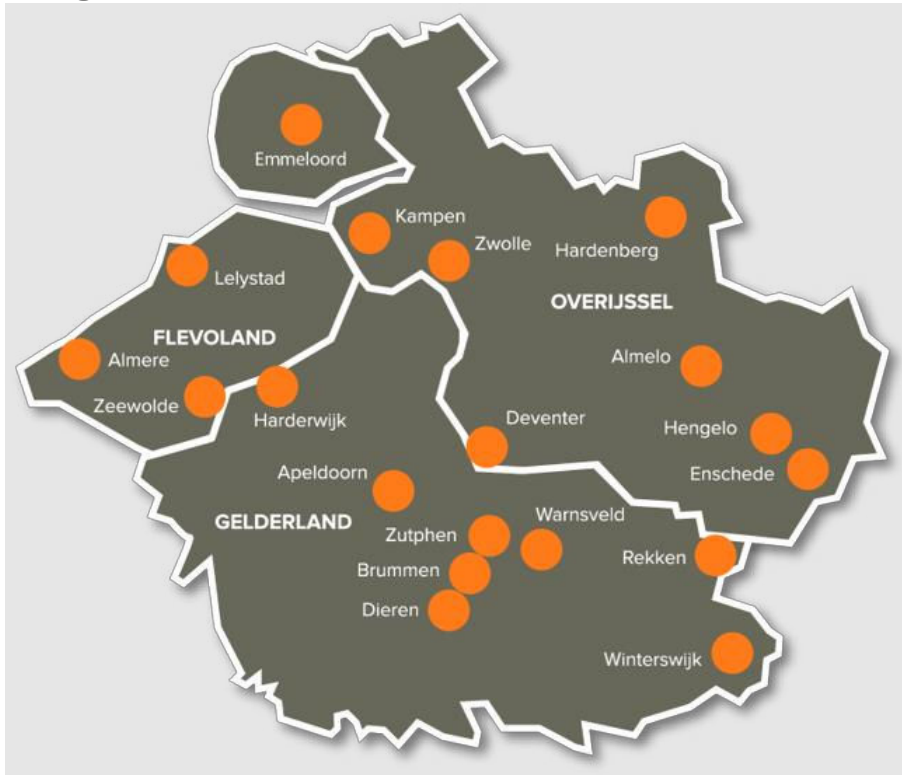 Emmeloord
Kampen
Zwolle
Hardenberg
Lelystad
OVERIJSSEL
FLEVOLAND
Almere
Almelo
Zeewolde
Harderwijk
Deventer
Hengelo
Enschede
Apeldoorn
GELDERLAND
Warnsveld
Zutphen
Rekken
Brummen
Dieren
Winterswijk